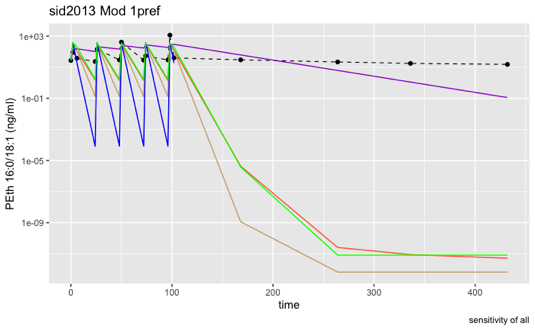 sid2013 Mod 1pref
PEth 16:0/18:1 (ng/ml)
1e+03
1e-01
1e-05
1e-09
0
100
200
300
400
time
sensitivity of all